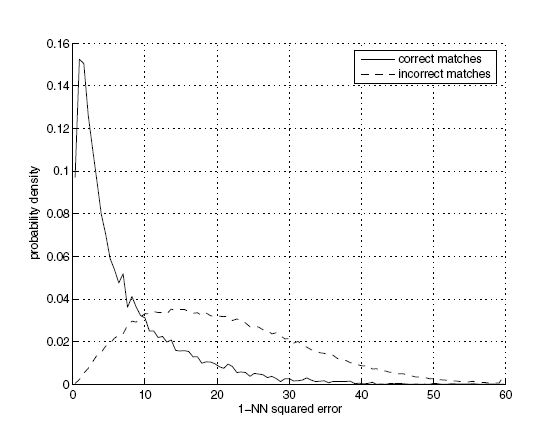 0.16
0.14
0.12
0.1
0.08
0.06
0.04
0.02
0
probability density
correct matches
incorrect matches
0 10 20 30 40 50 60
1−NN squared error